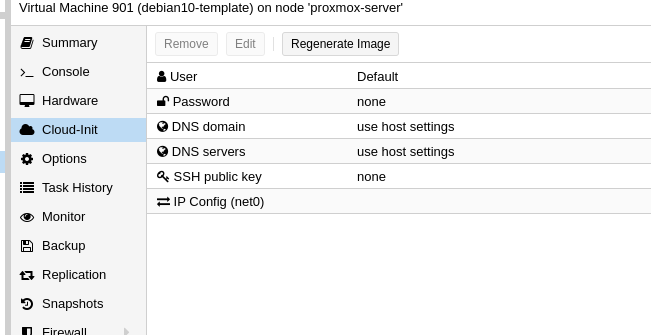 Virtual Machine 901 (debian10-template) on node 'proxmox-server'
Summary
Console
Hardware
Cloud-Init
Options
Task History
Monitor
Backup
Replication
Snapshots
Firewall
Remove Edit Regenerate Image
User Default
Password none
DNS domain use host settings
DNS servers use host settings
SSH public key none
IP Config (net0)